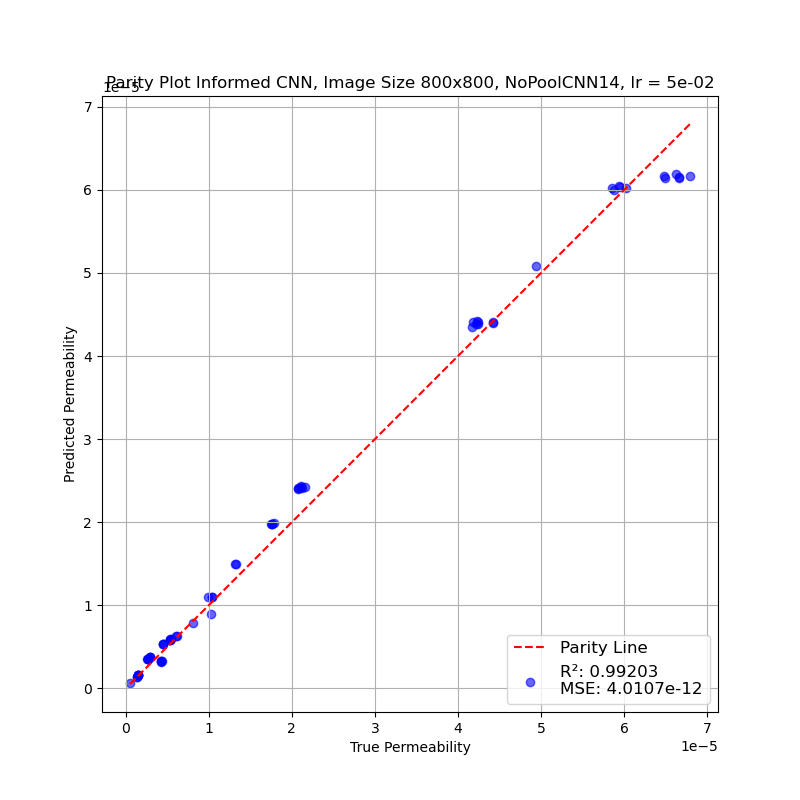 Parity Plot Informed CNN, Image Size 800x800, NoPoolCNN14, lr = 5e-02
1e−5
7
6
5
4
3
2
1
0
Predicted Permeability
Parity Line
R²: 0.99203
MSE: 4.0107e-12
0 1 2 3 4 5 6 7
True Permeability
1e−5